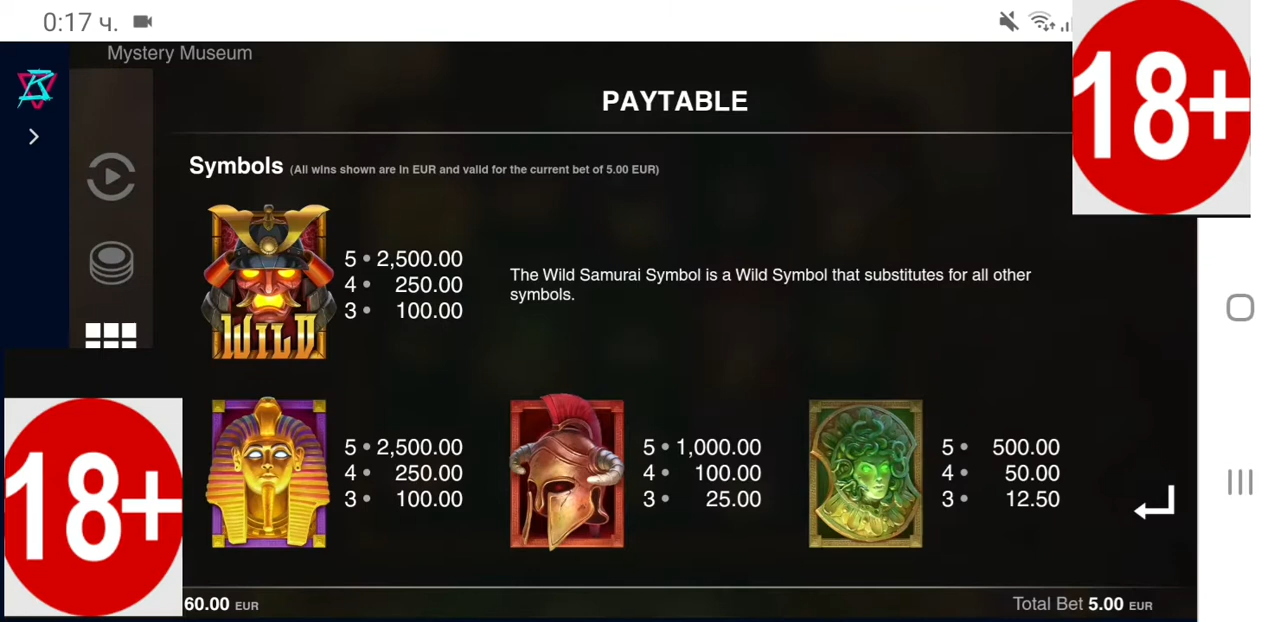 0:17 ч.
Mystery Museum
18+
PAYTABLE
Symbols (All wins shown are in EUR and valid for the current bet of 5.00 EUR)
WILD
5 • 2,500.00
4 • 250.00
3 • 100.00
The Wild Samurai Symbol is a Wild Symbol that substitutes for all other
symbols.
18+
5 • 2,500.00
4 • 250.00
3 • 100.00
5 • 1,000.00
4 • 100.00
3 • 25.00
5 • 500.00
4 • 50.00
3 • 12.50
60.00 EUR
Total Bet 5.00 EUR